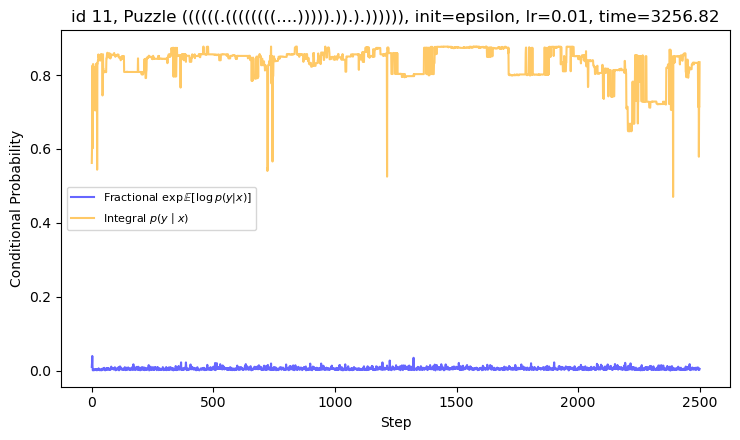 id 11, Puzzle ((((((.((((((((....))))).)).).)))))), init=epsilon, lr=0.01, time=3256.82
Conditional Probability
0.8
0.6
0.4
0.2
0.0
Fractional exp𝔼[log p(y|x)]
Integral p(y | x)
0
500
1000
1500
2000
2500
Step